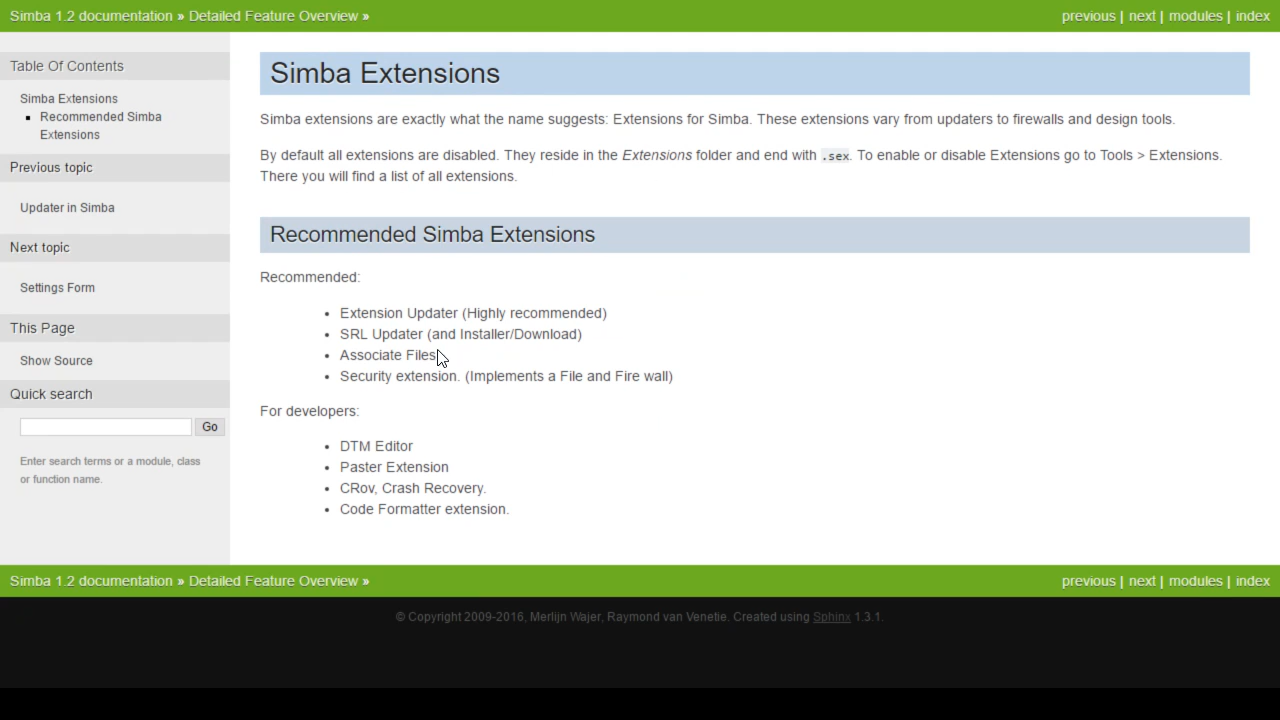 Simba 1.2 documentation » Detailed Feature Overview »
previous | next | modules | index
Table Of Contents
Simba Extensions
Recommended Simba
Extensions
Previous topic
Updater in Simba
Next topic
Settings Form
This Page
Show Source
Quick search
Go
Enter search terms or a module, class
or function name.
Simba Extensions
Simba extensions are exactly what the name suggests: Extensions for Simba. These extensions vary from updaters to firewalls and design tools.
By default all extensions are disabled. They reside in the Extensions folder and end with .sex. To enable or disable Extensions go to Tools > Extensions.
There you will find a list of all extensions.
Recommended Simba Extensions
Recommended:
• Extension Updater (Highly recommended)
• SRL Updater (and Installer/Download)
• Associate Files
• Security extension. (Implements a File and Fire wall)
For developers:
• DTM Editor
• Paster Extension
• CRov, Crash Recovery.
• Code Formatter extension.
Simba 1.2 documentation » Detailed Feature Overview »
previous | next | modules | index
© Copyright 2009-2016, Merlijn Wajer, Raymond van Venetie. Created using Sphinx 1.3.1.